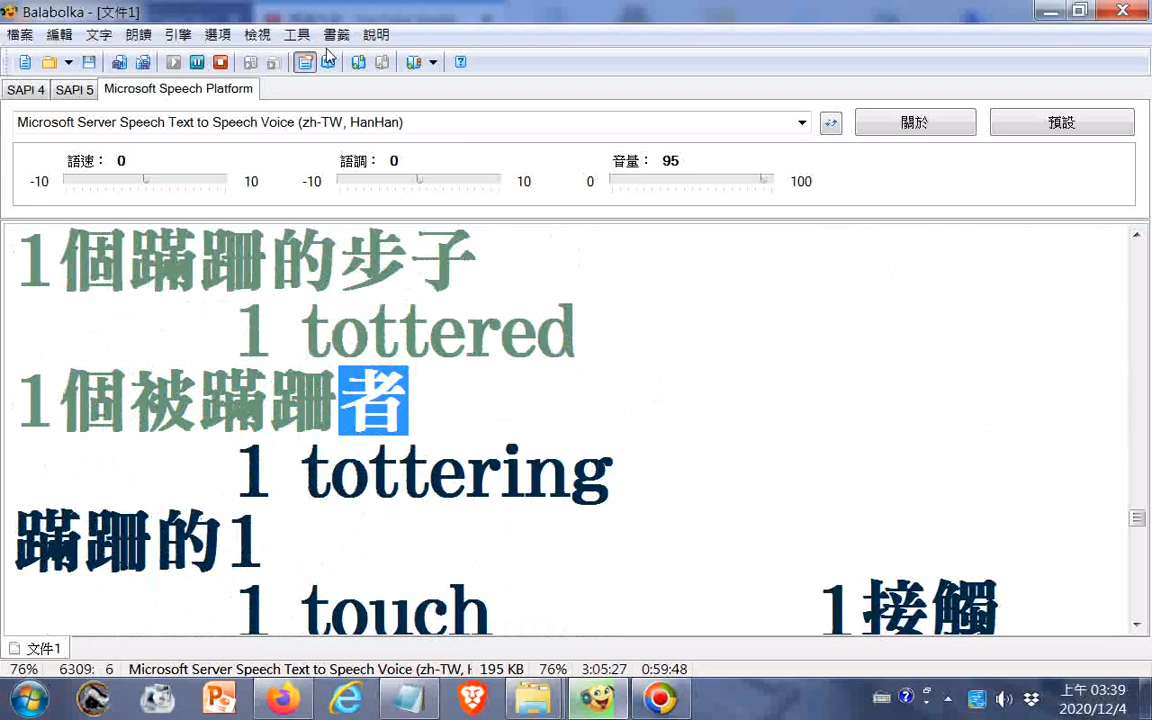 Balabolka - [文件1]
檔案 編輯 文字 朗讀 引擎 選項 檢視 工具 書籤 說明
SAPI 4 SAPI 5 Microsoft Speech Platform
Microsoft Server Speech Text to Speech Voice (zh-TW, HanHan) 關於 預設
語速： 0 語調： 0 音量： 95
-10 10 -10 10 0 100
1個蹣跚的步子
1 tottered
1個被蹣跚者
1 tottering
蹣跚的1
1 touch 1接觸
文件1
76% 6309: 6 Microsoft Server Speech Text to Speech Voice (zh-TW, H 195 KB 76% 3:05:27 0:59:48
上午 03:39
2020/12/4